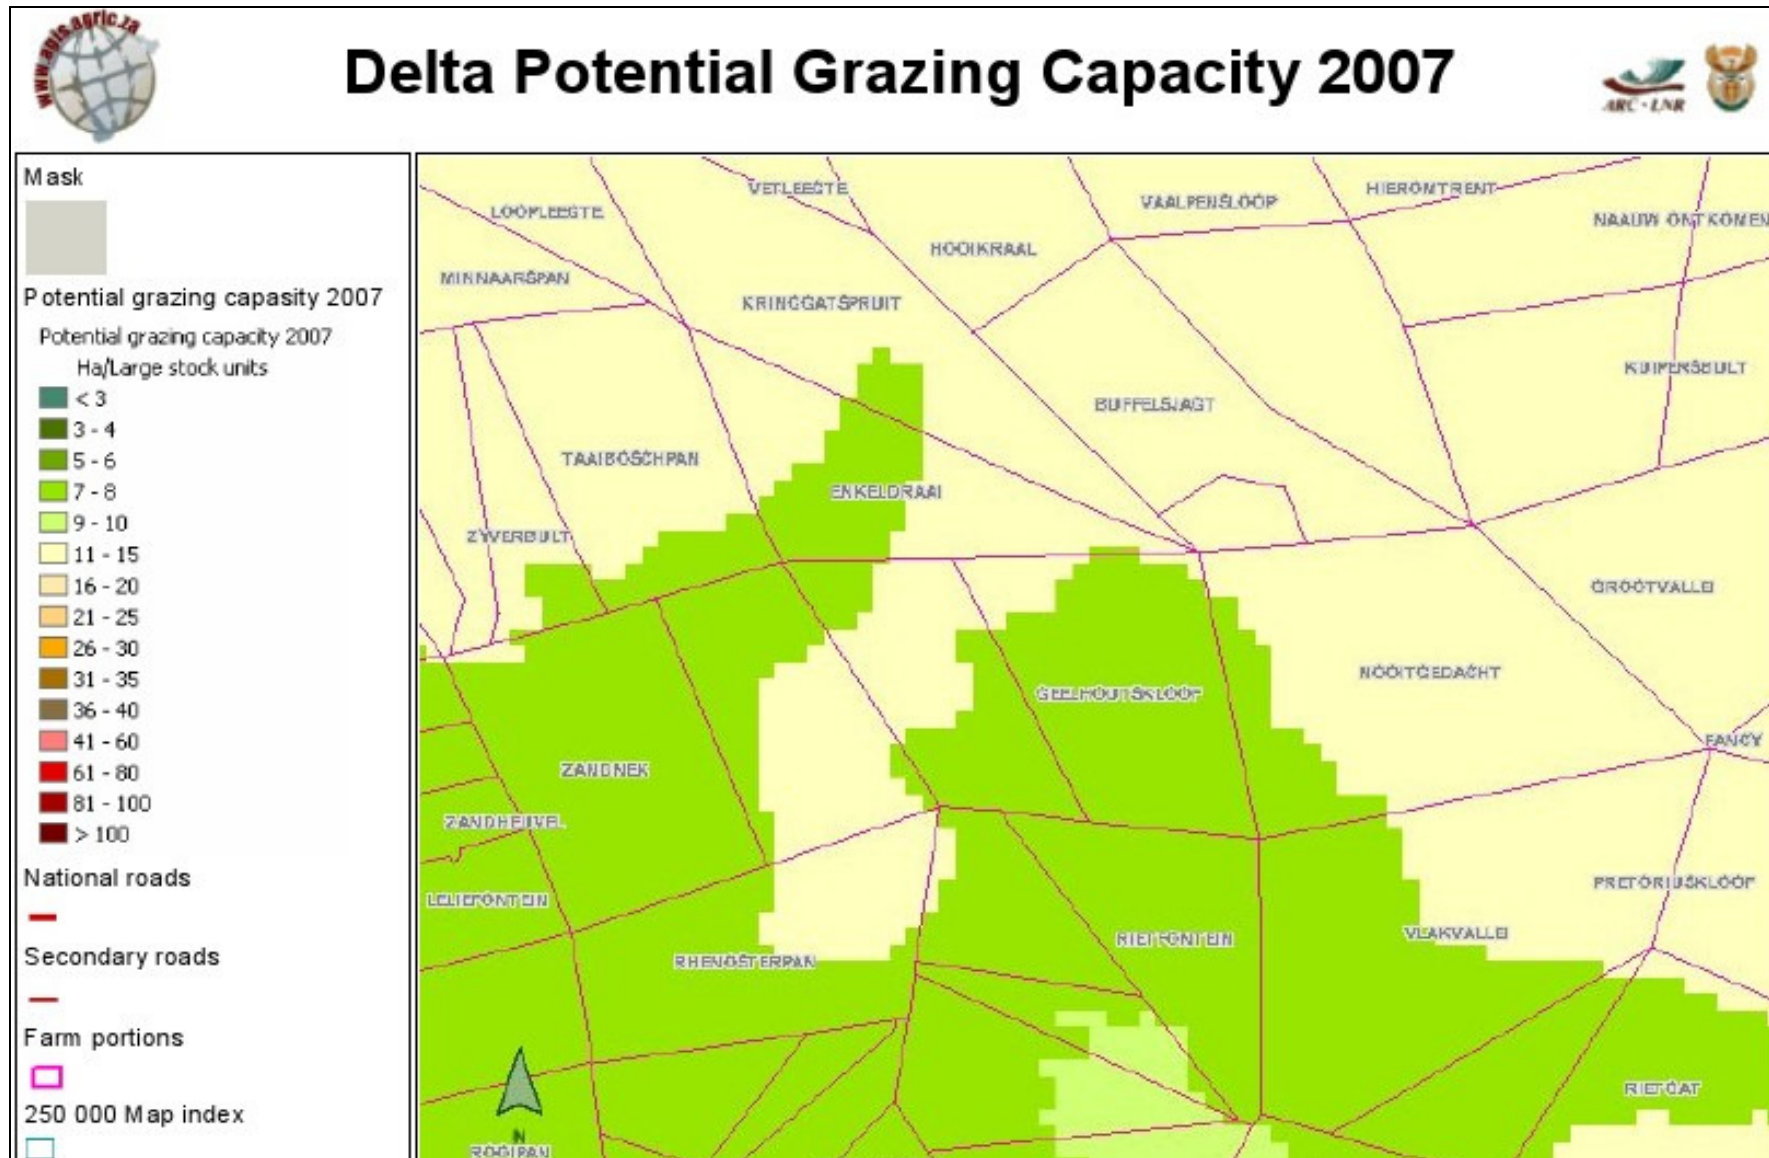 www.agis.agric.za
Delta Potential Grazing Capacity 2007
ARC · LNR
Mask
Potential grazing capasity 2007
Potential grazing capacity 2007
Ha/Large stock units
< 3
3 - 4
5 - 6
7 - 8
9 - 10
11 - 15
16 - 20
21 - 25
26 - 30
31 - 35
36 - 40
41 - 60
61 - 80
81 - 100
> 100
National roads
Secondary roads
Farm portions
250 000 Map index
VETLEEGTE
HIEROMTRENT
LOOPLEEGTE
VAALPENSLOOP
NAAUW ONTKOMEN
HOOIKRAAL
MINNAARSPAN
KRINGGATSPRUIT
KUIPERSBULT
BUFFELSJAGT
TAAIBOSCHPAN
ENKELDRAAI
ZYVERBULT
GROOTVALLEI
NOOITGEDACHT
GEELHOUTSKLOOF
FANCY
ZANDNEK
ZANDHEUVEL
PRETORIUSKLOOF
LELIEFONTEIN
VLAKVALLEI
RIETFONTEIN
RHENOSTERPAN
RIETGAT
N
ROOIPAN